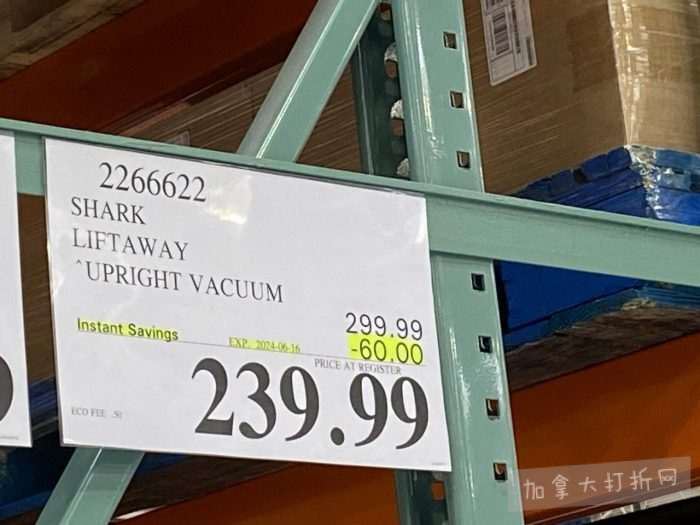 2266622
SHARK
LIFTAWAY
^UPRIGHT VACUUM
299.99
Instant Savings EXP. 2024-06-16 -60.00
PRICE AT REGISTER
239.99
ECO FEE .50
加拿大打折网